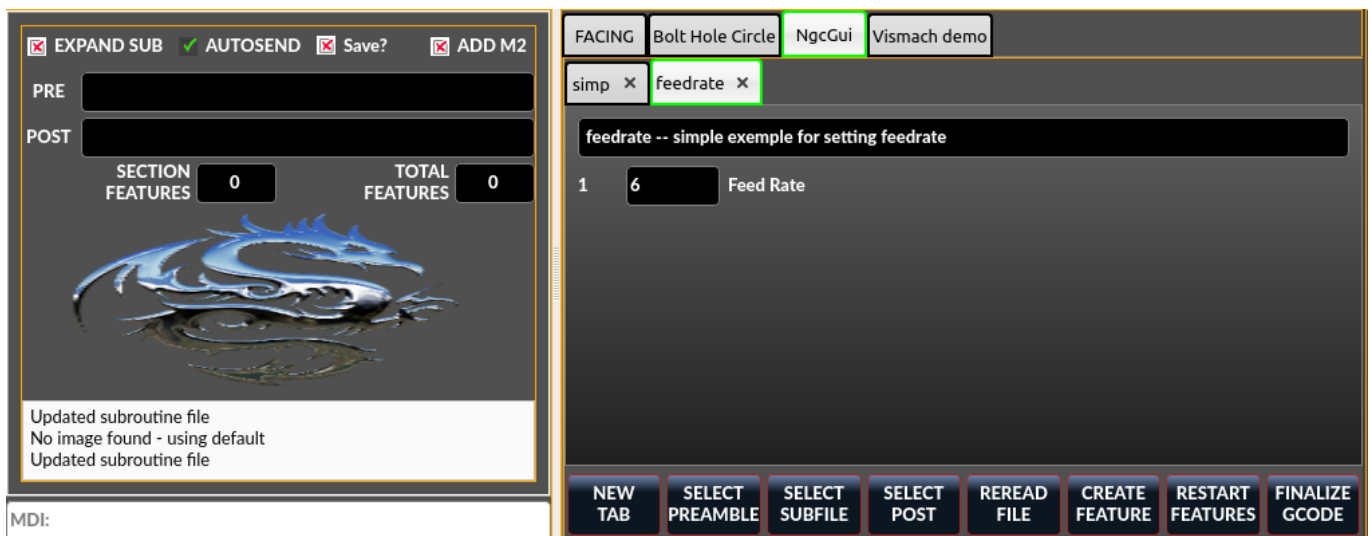 EXPAND SUB AUTOSEND Save? ADD M2
PRE
POST
SECTION FEATURES 0 TOTAL FEATURES 0
Updated subroutine file
No image found - using default
Updated subroutine file
MDI:
FACING Bolt Hole Circle NgcGui Vismach demo
simp feedrate
feedrate -- simple exemple for setting feedrate
1 6 Feed Rate
NEW TAB SELECT PREAMBLE SELECT SUBFILE SELECT POST REREAD FILE CREATE FEATURE RESTART FEATURES FINALIZE GCODE